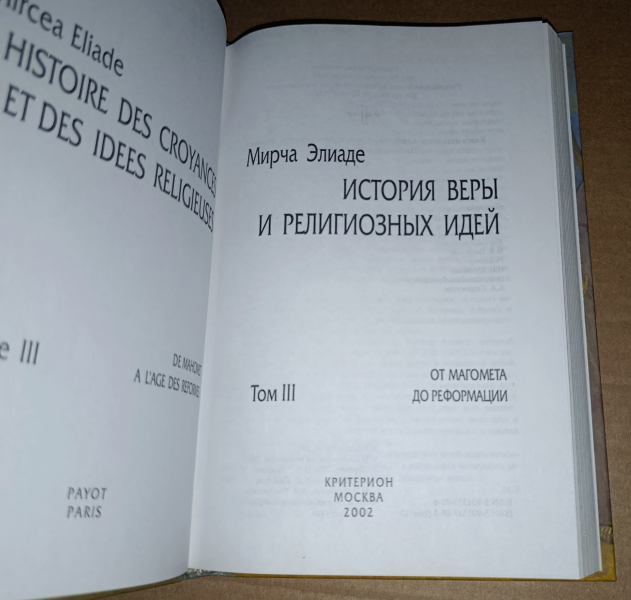 Mircea Eliade
HISTOIRE DES CROYANCES
ET DES IDEES RELIGIEUSES
III
DE MAHOMET
A L'AGE DES REFORMES
PAYOT
PARIS
Мирча Элиаде
ИСТОРИЯ ВЕРЫ
И РЕЛИГИОЗНЫХ ИДЕЙ
Том III
ОТ МАГОМЕТА
ДО РЕФОРМАЦИИ
КРИТЕРИОН
МОСКВА
2002